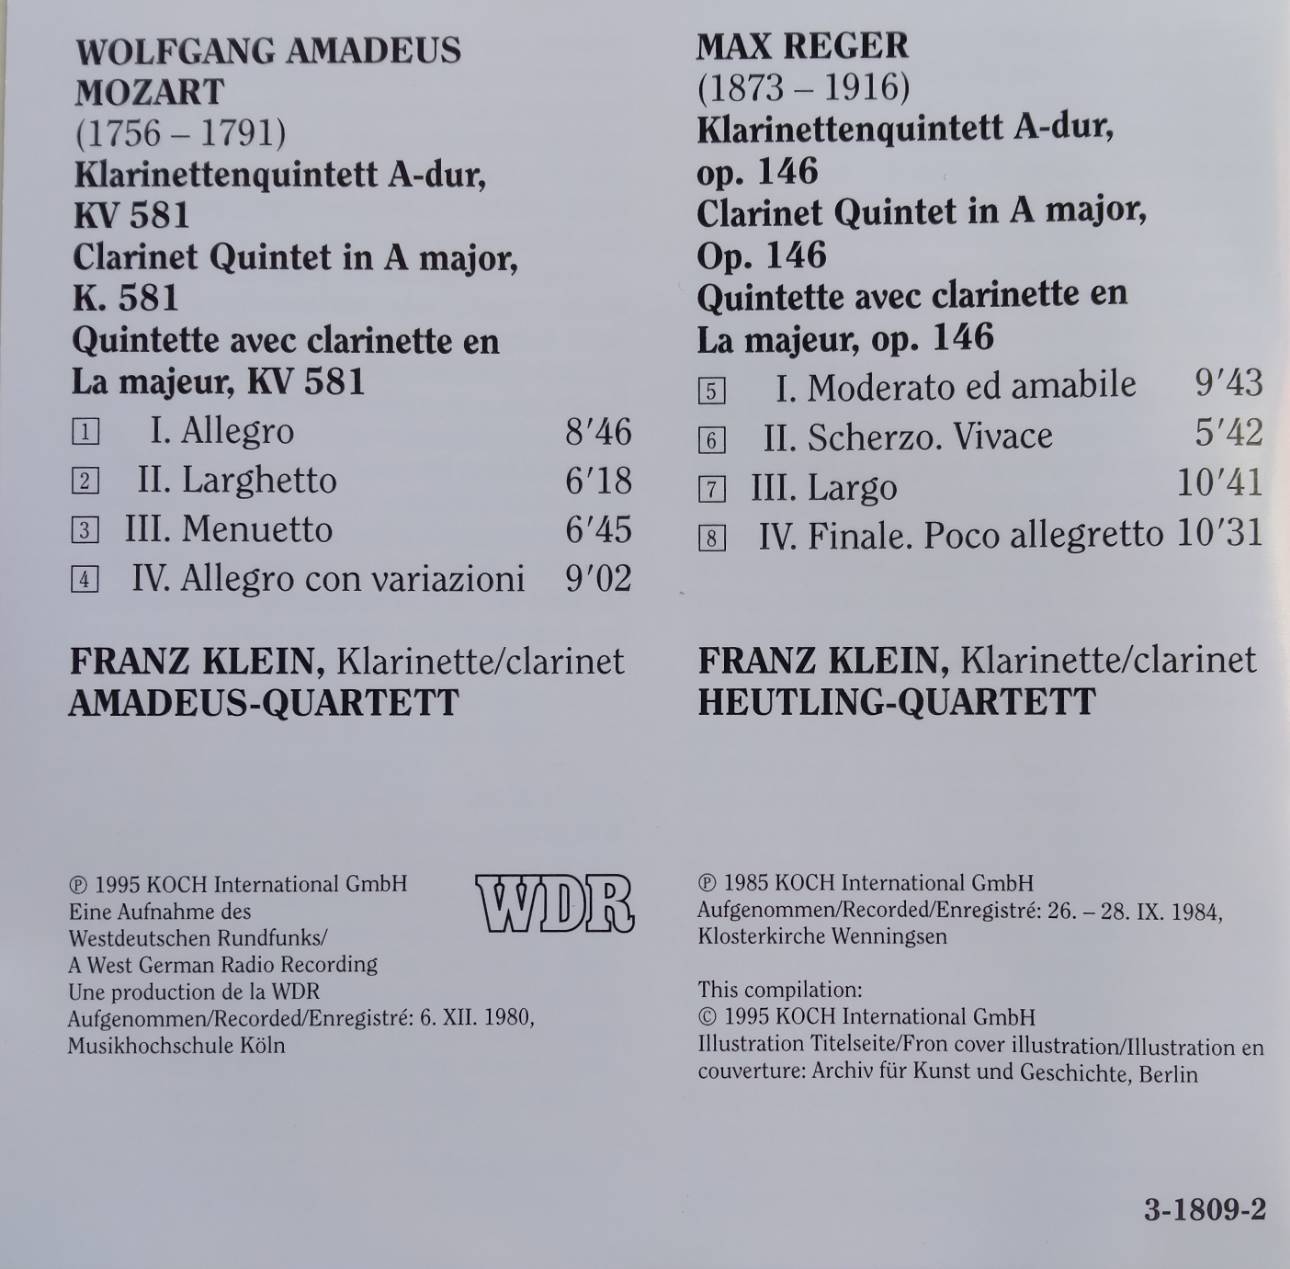 WOLFGANG AMADEUS
MOZART
(1756 – 1791)
Klarinettenquintett A-dur,
KV 581
Clarinet Quintet in A major,
K. 581
Quintette avec clarinette en
La majeur, KV 581
1 I. Allegro 8′46
2 II. Larghetto 6′18
3 III. Menuetto 6′45
4 IV. Allegro con variazioni 9′02
FRANZ KLEIN, Klarinette/clarinet
AMADEUS-QUARTETT
℗ 1995 KOCH International GmbH
Eine Aufnahme des
Westdeutschen Rundfunks/
A West German Radio Recording
Une production de la WDR
Aufgenommen/Recorded/Enregistré: 6. XII. 1980,
Musikhochschule Köln
WDR
MAX REGER
(1873 – 1916)
Klarinettenquintett A-dur,
op. 146
Clarinet Quintet in A major,
Op. 146
Quintette avec clarinette en
La majeur, op. 146
5 I. Moderato ed amabile 9′43
6 II. Scherzo. Vivace 5′42
7 III. Largo 10′41
8 IV. Finale. Poco allegretto 10′31
FRANZ KLEIN, Klarinette/clarinet
HEUTLING-QUARTETT
℗ 1985 KOCH International GmbH
Aufgenommen/Recorded/Enregistré: 26. – 28. IX. 1984,
Klosterkirche Wenningsen
This compilation:
© 1995 KOCH International GmbH
Illustration Titelseite/Fron cover illustration/Illustration en
couverture: Archiv für Kunst und Geschichte, Berlin
3-1809-2